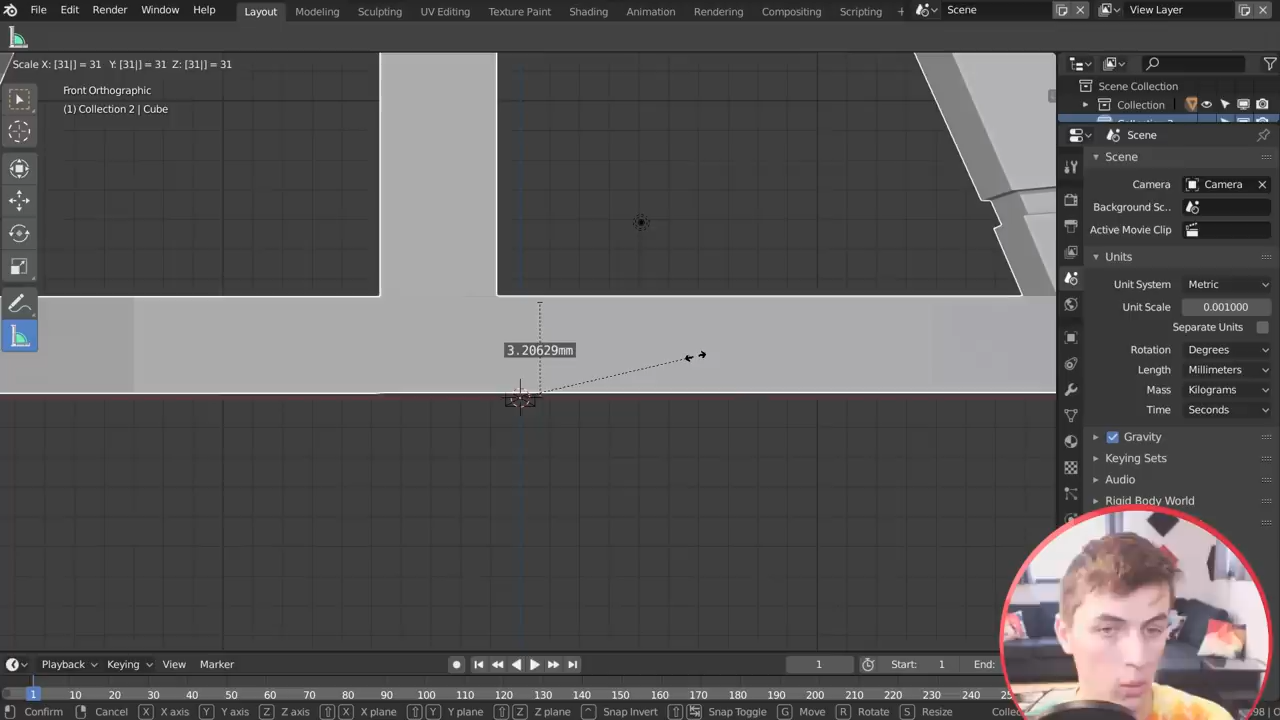 File Edit Render Window Help Layout Modeling Sculpting UV Editing Texture Paint Shading Animation Rendering Compositing Scripting + Scene View Layer
Scale X: [31|] = 31 Y: [31|] = 31 Z: [31|] = 31
Front Orthographic
(1) Collection 2 | Cube
3.20629mm
Scene Collection
Collection
Scene
Scene
Camera Camera
Background Sc..
Active Movie Clip
Units
Unit System Metric
Unit Scale 0.001000
Separate Units
Rotation Degrees
Length Millimeters
Mass Kilograms
Time Seconds
Gravity
Keying Sets
Audio
Rigid Body World
Playback Keying View Marker 1 Start: 1 End:
1 10 20 30 40 50 60 70 80 90 100 110 120 130 140 150 160 170 180 190 200 210 220 230 240
Confirm Cancel X X axis Y Y axis Z Z axis X X plane Y Y plane Z Z plane Snap Invert Snap Toggle G Move R Rotate S Resize